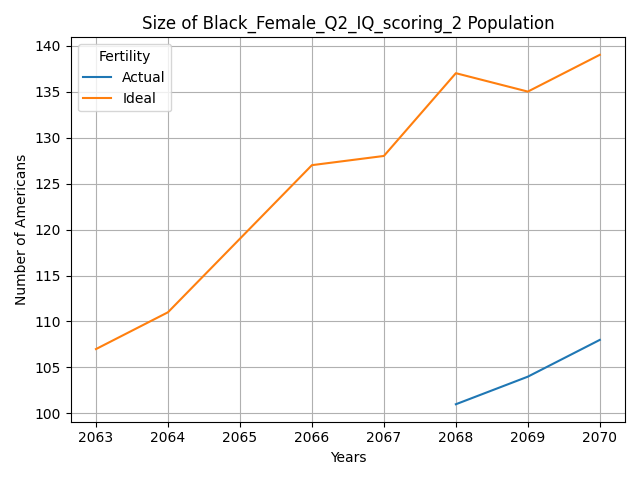 Size of Black_Female_Q2_IQ_scoring_2 Population
140
135
130
125
120
115
110
105
100
Number of Americans
Fertility
Actual
Ideal
2063 2064 2065 2066 2067 2068 2069 2070
Years